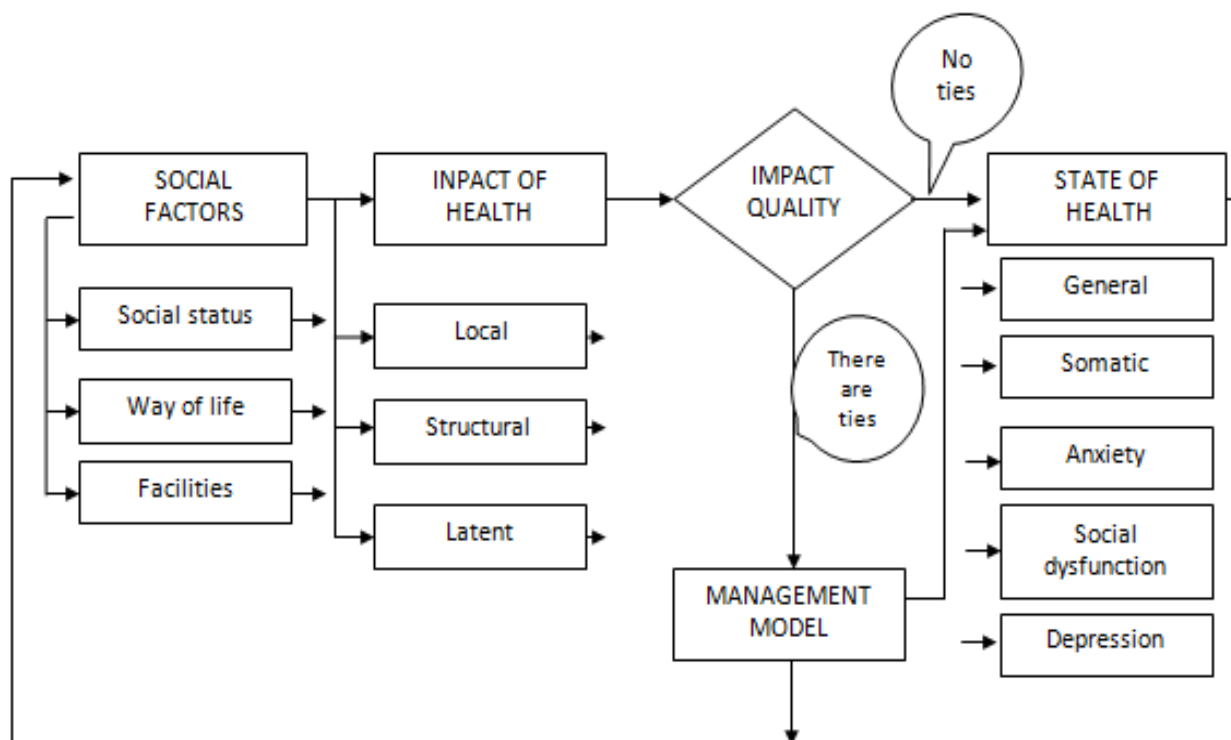 No
ties
SOCIAL
FACTORS
INPACT OF
HEALTH
IMPACT
QUALITY
STATE OF
HEALTH
General
Social status
Local
There
are
ties
Somatic
Way of life
Structural
Anxiety
Facilities
Latent
Social
dysfunction
MANAGEMENT
MODEL
Depression